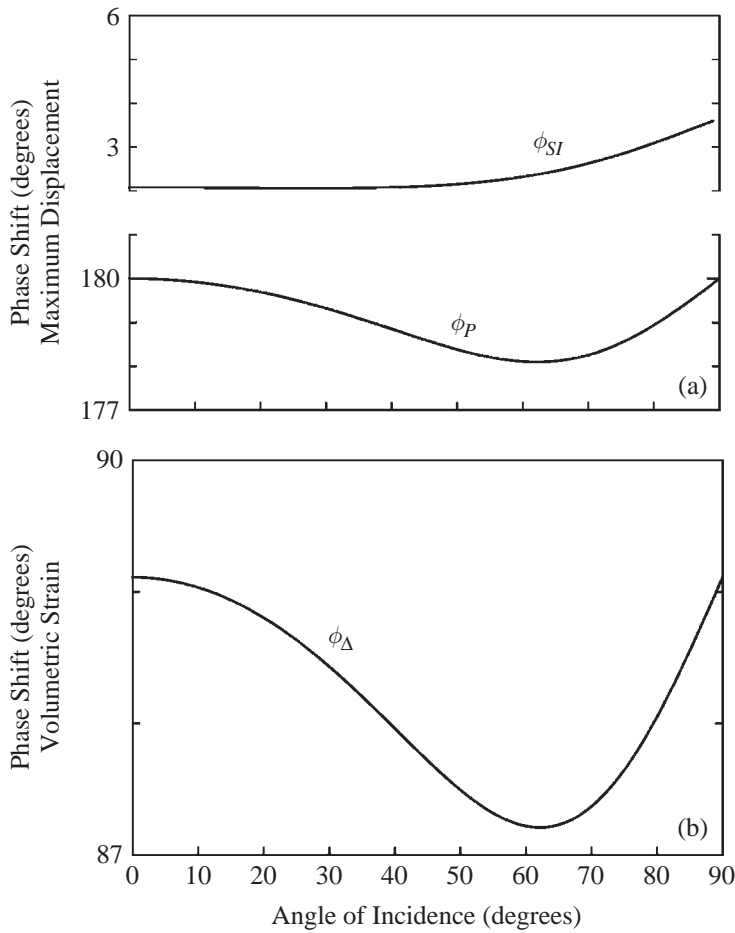 6
3
180
177
Phase Shift (degrees)
Maximum Displacement
ϕSI
ϕP
(a)
90
87
Phase Shift (degrees)
Volumetric Strain
ϕΔ
(b)
0 10 20 30 40 50 60 70 80 90
Angle of Incidence (degrees)